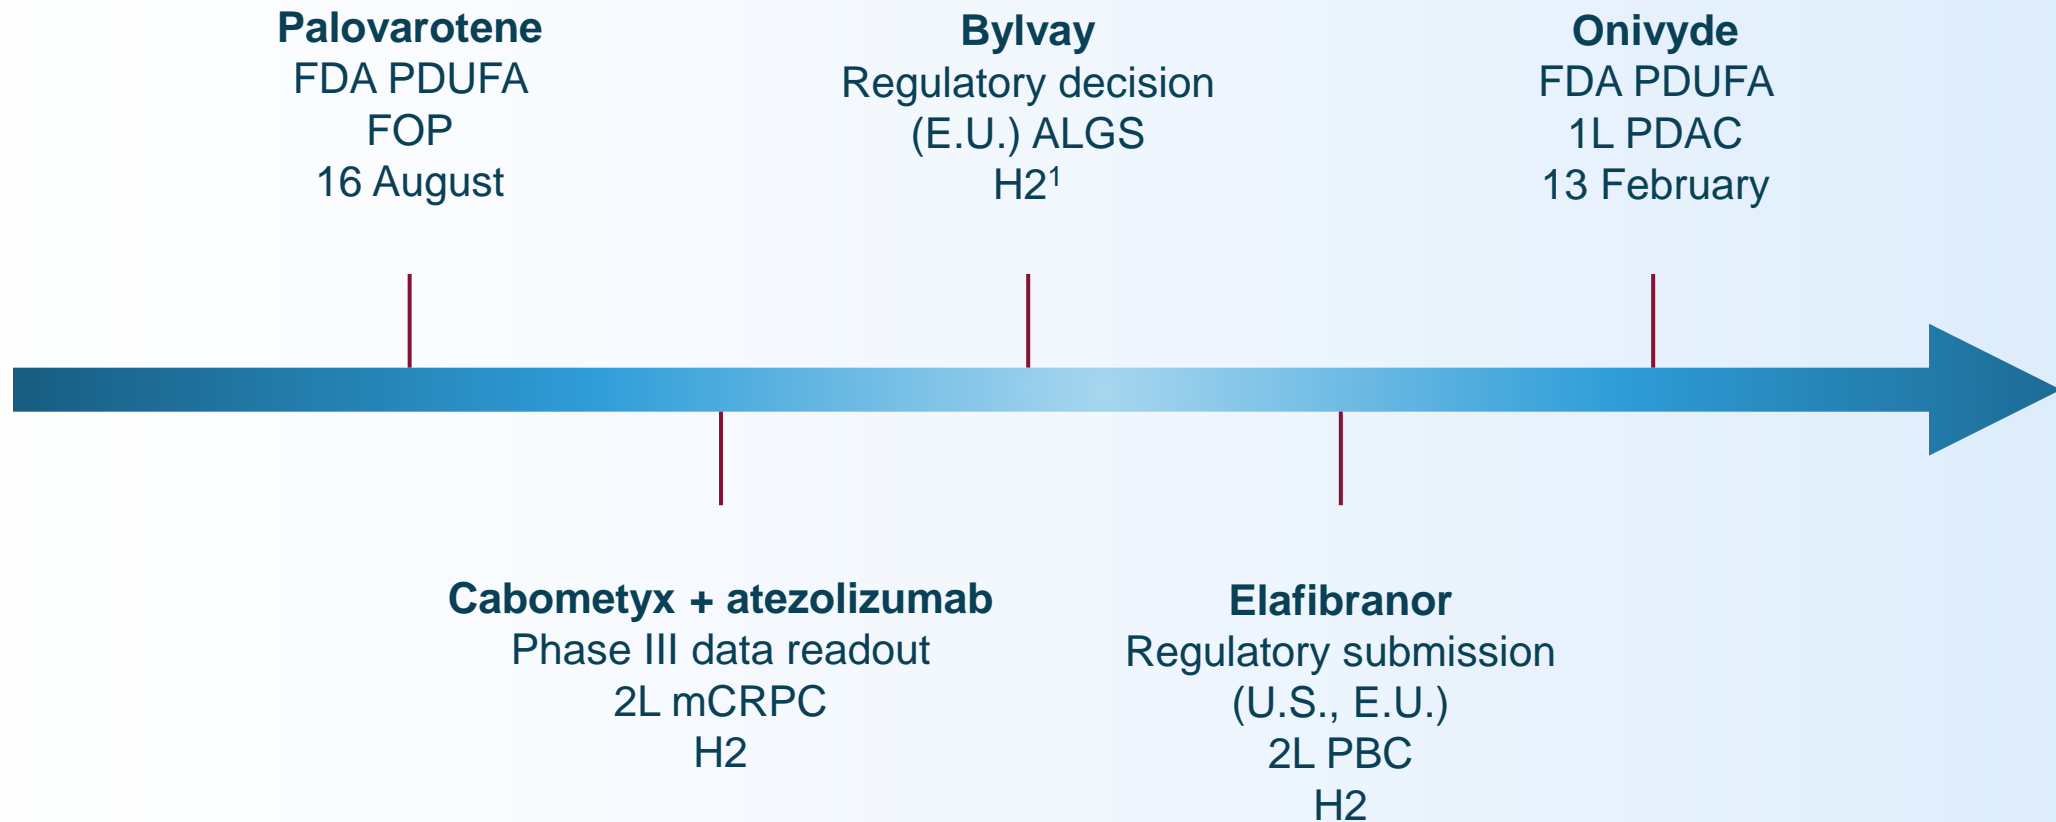 Palovarotene
FDA PDUFA
FOP
16 August
Bylvay
Regulatory decision
(E.U.) ALGS
H2¹
Onivyde
FDA PDUFA
1L PDAC
13 February
Cabometyx + atezolizumab
Phase III data readout
2L mCRPC
H2
Elafibranor
Regulatory submission
(U.S., E.U.)
2L PBC
H2